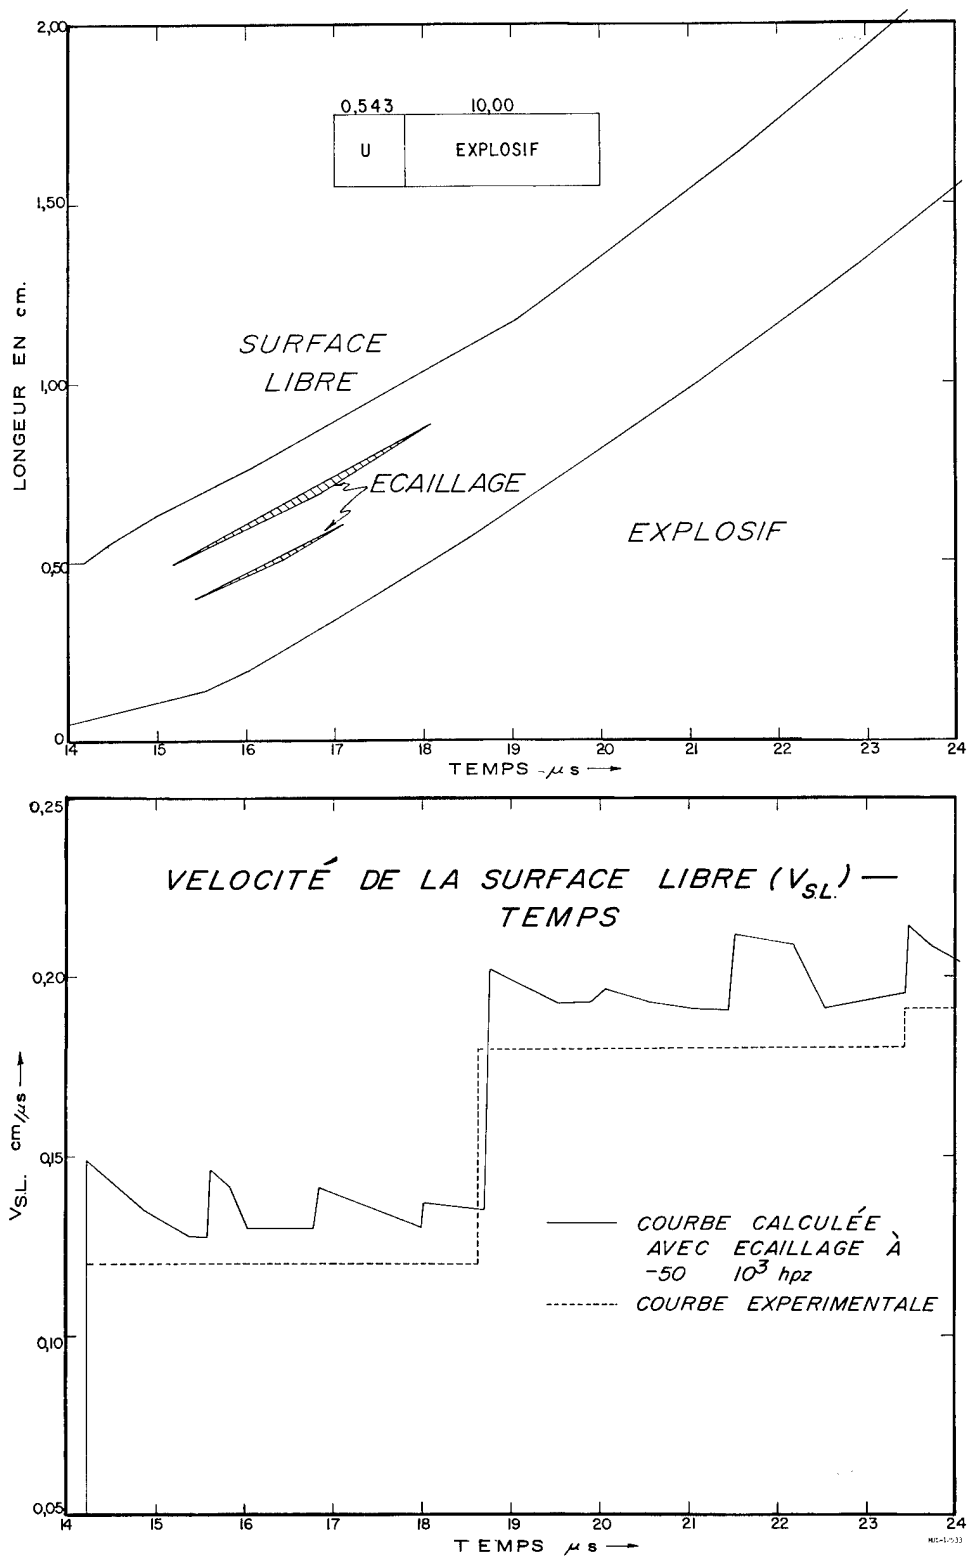 2,00
0,543 10,00
U EXPLOSIF
1,50
LONGEUR EN cm.
SURFACE
LIBRE
1,00
ECAILLAGE
EXPLOSIF
0,50
0
14 15 16 17 18 19 20 21 22 23 24
TEMPS - μs →
0,25
VELOCITÉ DE LA SURFACE LIBRE (V_S.L.) —
TEMPS
0,20
V_S.L. cm/μs →
0,15
COURBE CALCULÉE
AVEC ECAILLAGE À
-50 10³ hpz
COURBE EXPERIMENTALE
0,10
0,05
14 15 16 17 18 19 20 21 22 23 24
TEMPS μs →